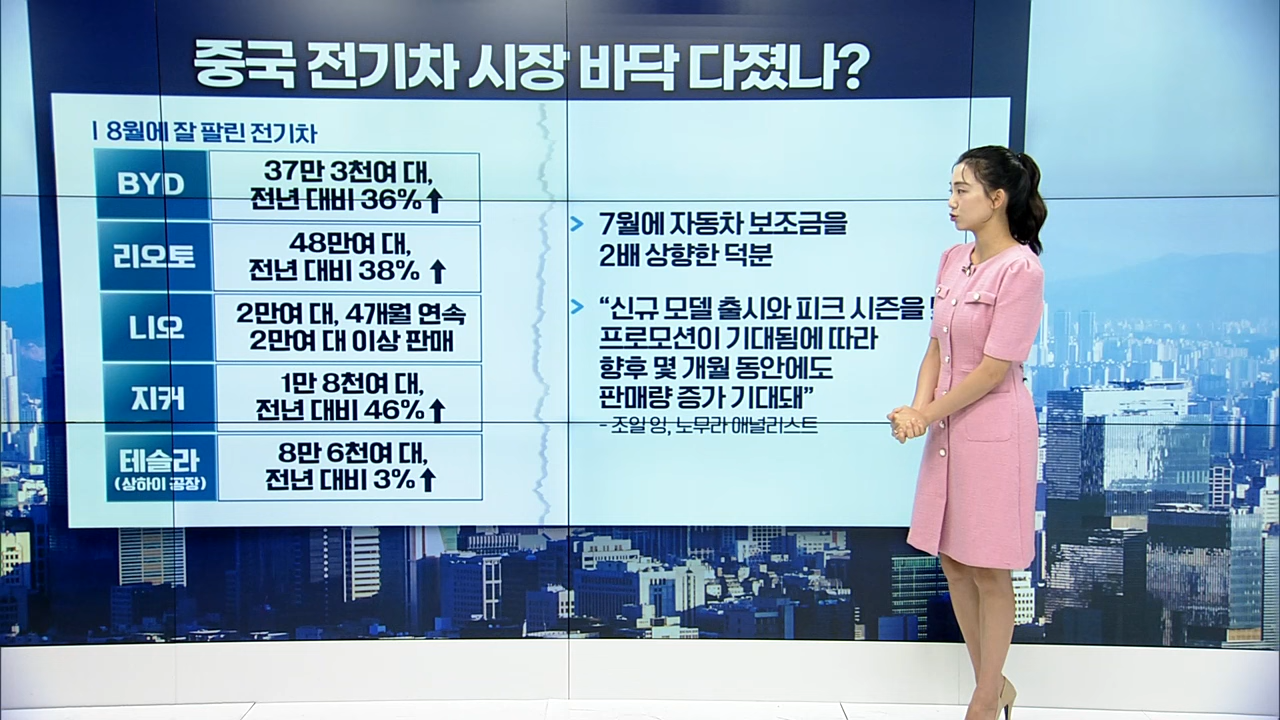 중국 전기차 시장 바닥 다졌나?
8월에 잘 팔린 전기차
BYD
37만 3천여 대,
전년 대비 36%↑
리오토
48만여 대,
전년 대비 38% ↑
니오
2만여 대, 4개월 연속
2만여 대 이상 판매
지커
1만 8천여 대,
전년 대비 46%↑
테슬라
(상하이 공장)
8만 6천여 대,
전년 대비 3%↑
7월에 자동차 보조금을
2배 상향한 덕분
“신규 모델 출시와 피크 시즌을
프로모션이 기대됨에 따라
향후 몇 개월 동안에도
판매량 증가 기대돼”
- 조일 잉, 노무라 애널리스트